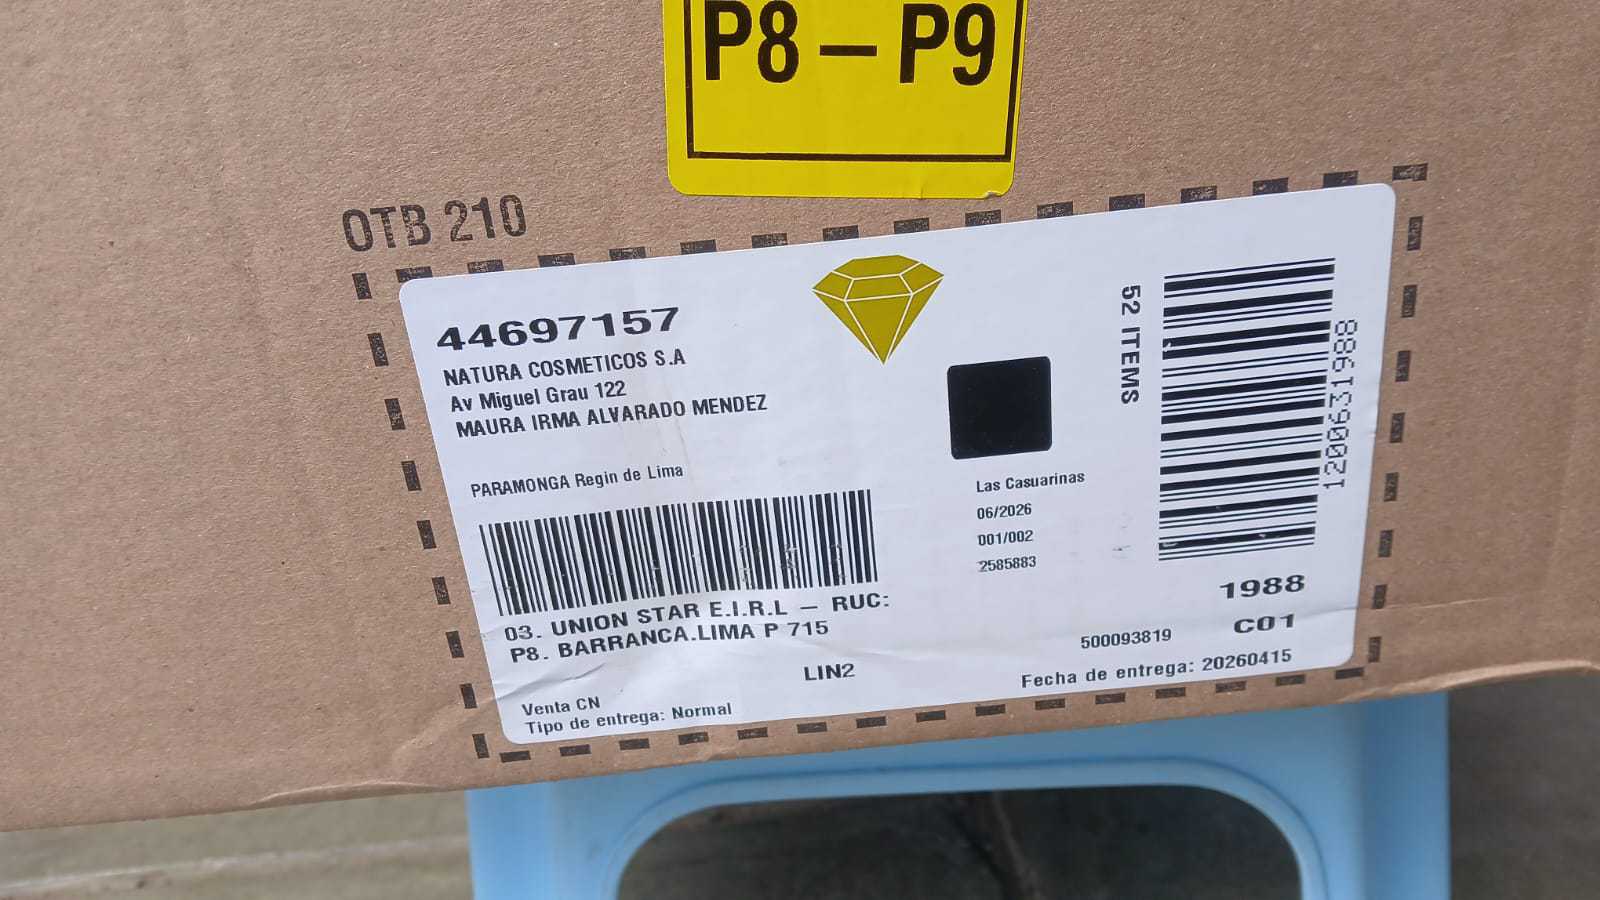 P8 – P9
OTB 210
44697157
NATURA COSMETICOS S.A
Av Miguel Grau 122
MAURA IRMA ALVARADO MENDEZ
PARAMONGA Regin de Lima
03. UNION STAR E.I.R.L – RUC:
P8. BARRANCA.LIMA P 715
LIN2
Venta CN
Tipo de entrega: Normal
Las Casuarinas
06/2026
001/002
2585883
52 ITEMS
120063‌1988
1988
C01
500093819
Fecha de entrega: 20260415